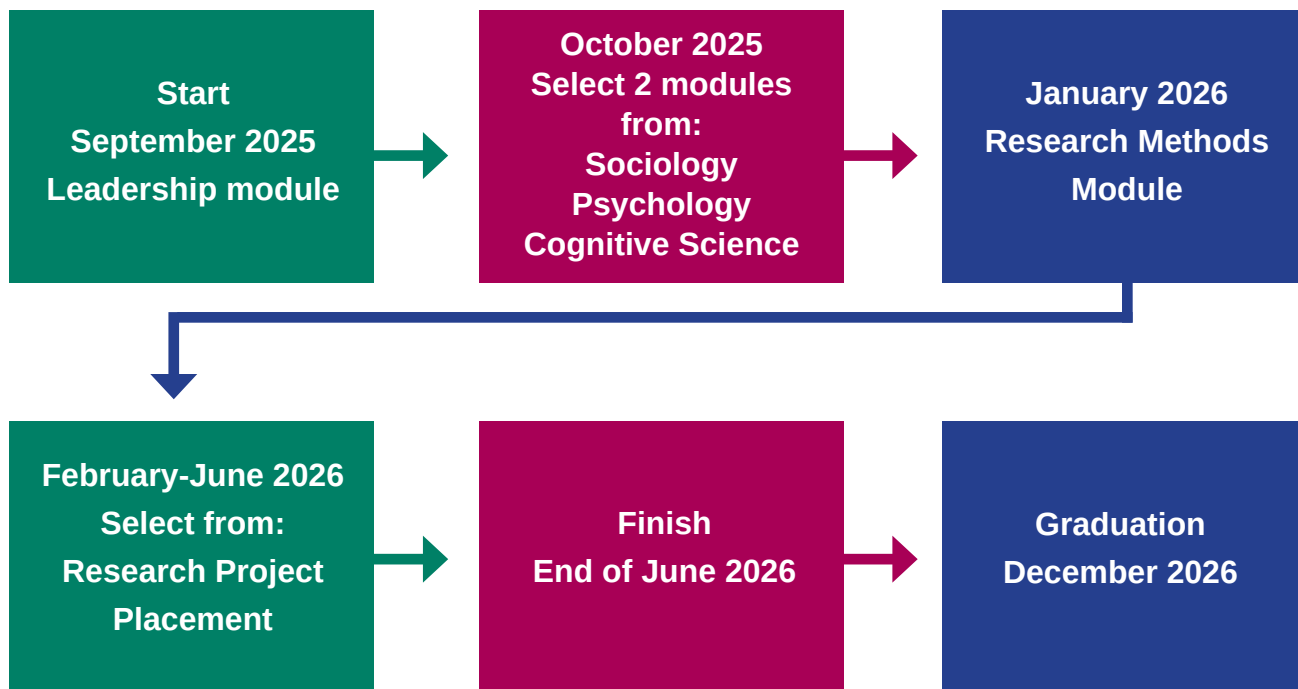 Start
September 2025
Leadership module
October 2025
Select 2 modules
from:
Sociology
Psychology
Cognitive Science
January 2026
Research Methods
Module
February-June 2026
Select from:
Research Project
Placement
Finish
End of June 2026
Graduation
December 2026